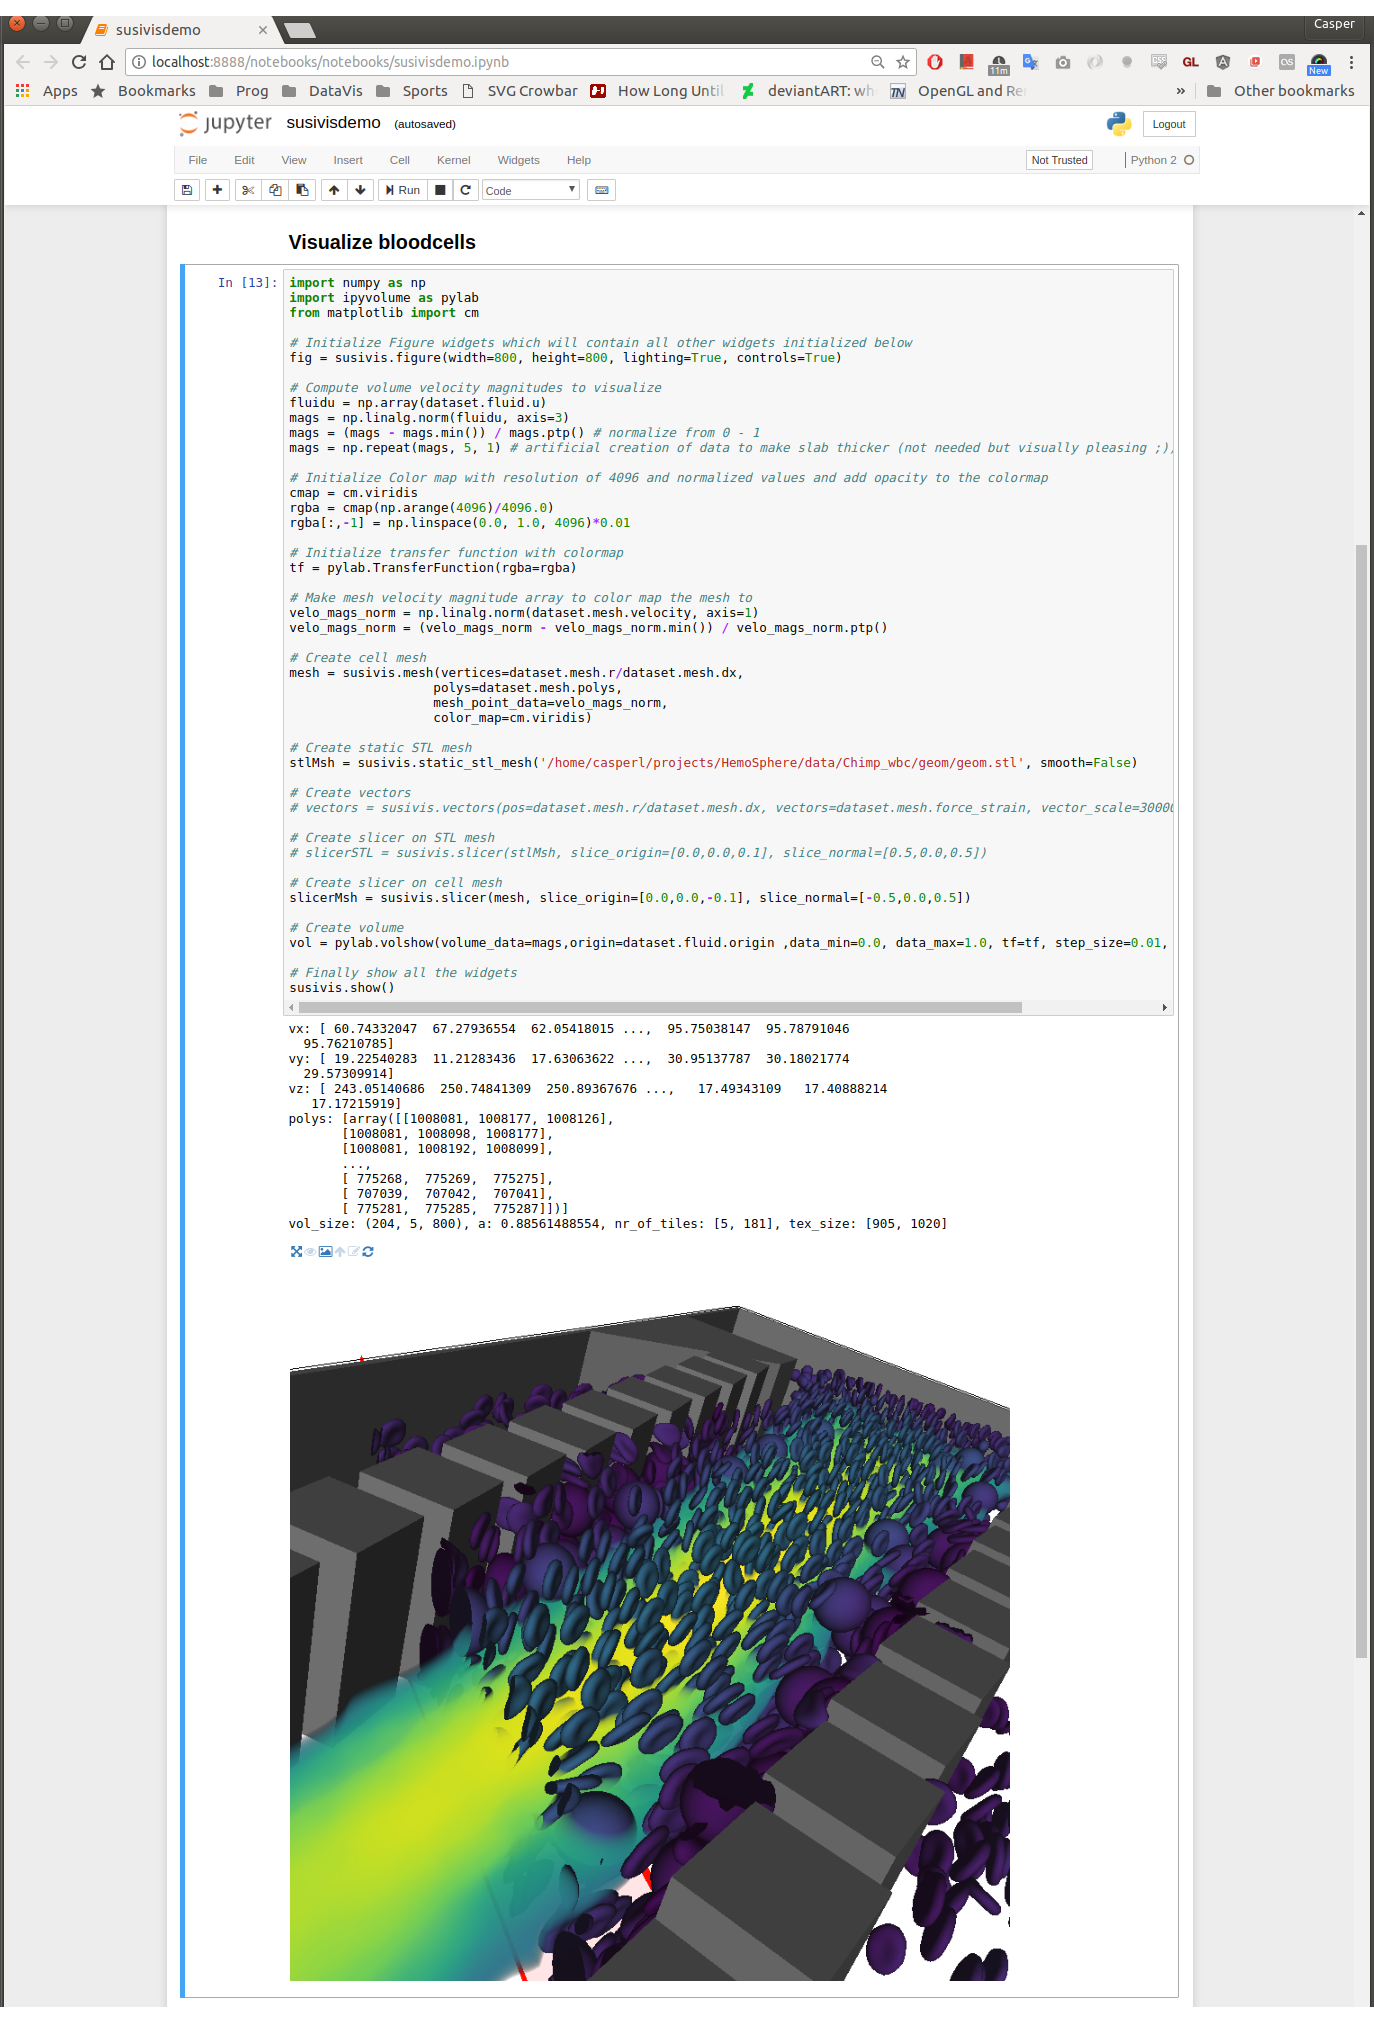 susivisdemo
Casper
localhost:8888/notebooks/notebooks/susivisdemo.ipynb
11m
GL
New
Apps Bookmarks Prog DataVis Sports SVG Crowbar How Long Until deviantART: wh OpenGL and Re Other bookmarks
jupyter susivisdemo (autosaved) Logout
File Edit View Insert Cell Kernel Widgets Help Not Trusted Python 2
Run Code
Visualize bloodcells
In [13]:
import numpy as np
import ipyvolume as pylab
from matplotlib import cm
# Initialize Figure widgets which will contain all other widgets initialized below
fig = susivis.figure(width=800, height=800, lighting=True, controls=True)
# Compute volume velocity magnitudes to visualize
fluidu = np.array(dataset.fluid.u)
mags = np.linalg.norm(fluidu, axis=3)
mags = (mags - mags.min()) / mags.ptp() # normalize from 0 - 1
mags = np.repeat(mags, 5, 1) # artificial creation of data to make slab thicker (not needed but visually pleasing ;)
# Initialize Color map with resolution of 4096 and normalized values and add opacity to the colormap
cmap = cm.viridis
rgba = cmap(np.arange(4096)/4096.0)
rgba[:,-1] = np.linspace(0.0, 1.0, 4096)*0.01
# Initialize transfer function with colormap
tf = pylab.TransferFunction(rgba=rgba)
# Make mesh velocity magnitude array to color map the mesh to
velo_mags_norm = np.linalg.norm(dataset.mesh.velocity, axis=1)
velo_mags_norm = (velo_mags_norm - velo_mags_norm.min()) / velo_mags_norm.ptp()
# Create cell mesh
mesh = susivis.mesh(vertices=dataset.mesh.r/dataset.mesh.dx,
polys=dataset.mesh.polys,
mesh_point_data=velo_mags_norm,
color_map=cm.viridis)
# Create static STL mesh
stlMsh = susivis.static_stl_mesh('/home/casperl/projects/HemoSphere/data/Chimp_wbc/geom/geom.stl', smooth=False)
# Create vectors
# vectors = susivis.vectors(pos=dataset.mesh.r/dataset.mesh.dx, vectors=dataset.mesh.force_strain, vector_scale=30000
# Create slicer on STL mesh
# slicerSTL = susivis.slicer(stlMsh, slice_origin=[0.0,0.0,0.1], slice_normal=[0.5,0.0,0.5])
# Create slicer on cell mesh
slicerMsh = susivis.slicer(mesh, slice_origin=[0.0,0.0,-0.1], slice_normal=[-0.5,0.0,0.5])
# Create volume
vol = pylab.volshow(volume_data=mags,origin=dataset.fluid.origin ,data_min=0.0, data_max=1.0, tf=tf, step_size=0.01,
# Finally show all the widgets
susivis.show()
vx: [ 60.74332047 67.27936554 62.05418015 ..., 95.75038147 95.78791046
95.76210785]
vy: [ 19.22540283 11.21283436 17.63063622 ..., 30.95137787 30.18021774
29.57309914]
vz: [ 243.05140686 250.74841309 250.89367676 ..., 17.49343109 17.40888214
17.17215919]
polys: [array([[1008081, 1008177, 1008126],
[1008081, 1008098, 1008177],
[1008081, 1008192, 1008099],
...,
[ 775268, 775269, 775275],
[ 707039, 707042, 707041],
[ 775281, 775285, 775287]])]
vol_size: (204, 5, 800), a: 0.88561488554, nr_of_tiles: [5, 181], tex_size: [905, 1020]